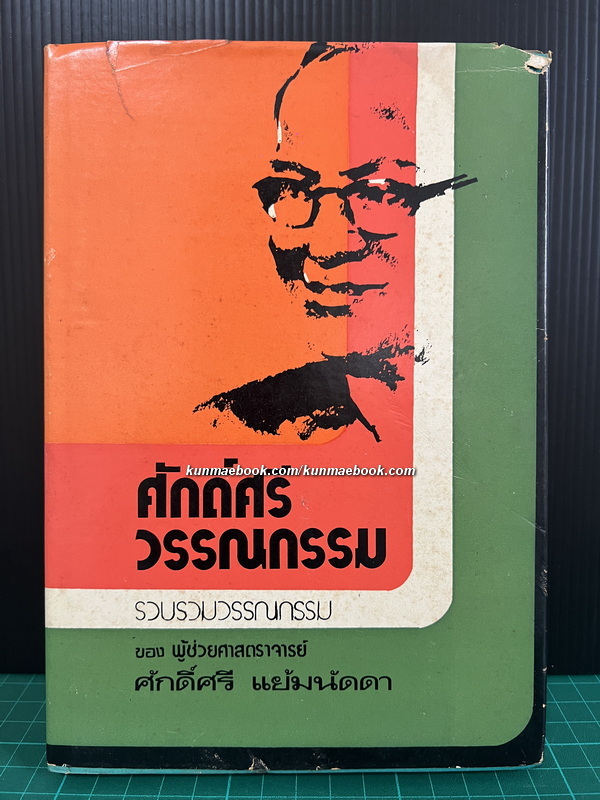 kunmaebook.com/kunmaebook.com
ศักดิ์ศรี
วรรณกรรม
รวบรวมวรรณกรรม
ของ ผู้ช่วยศาสตราจารย์
ศักดิ์ศรี แย้มนัดดา